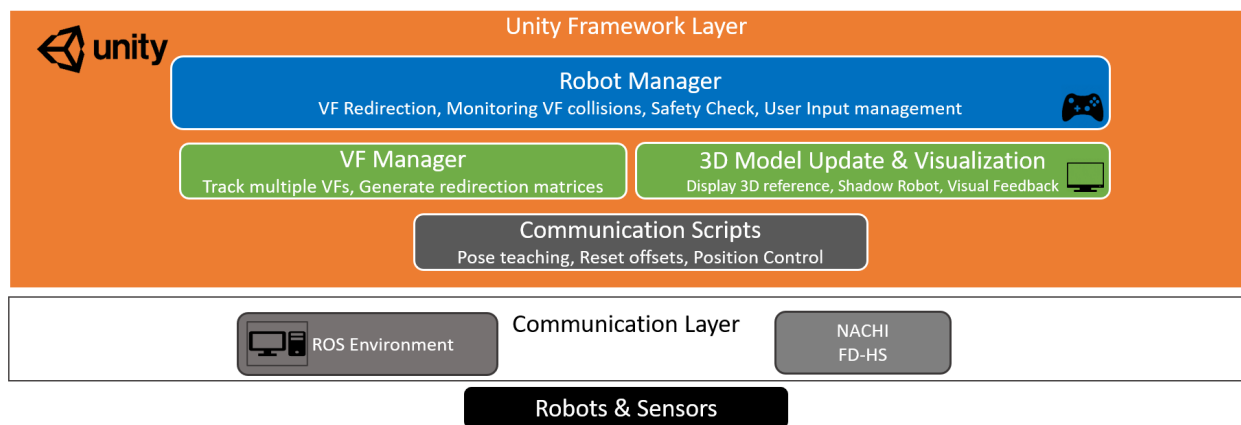 Unity Framework Layer
unity
Robot Manager
VF Redirection, Monitoring VF collisions, Safety Check, User Input management
VF Manager
Track multiple VFs, Generate redirection matrices
3D Model Update & Visualization
Display 3D reference, Shadow Robot, Visual Feedback
Communication Scripts
Pose teaching, Reset offsets, Position Control
Communication Layer
ROS Environment
NACHI
FD-HS
Robots & Sensors